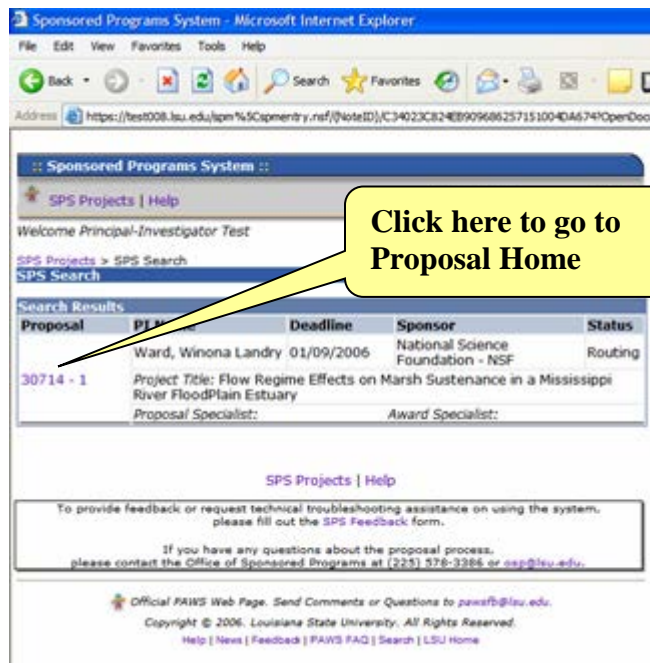 Sponsored Programs System - Microsoft Internet Explorer
File Edit View Favorites Tools Help
Back Search Favorites
Address https://test008.lsu.edu/spm%5Cspmentry.nsf/(NoteID)/C34023C824EB909686257151004DA674?OpenDoc
:: Sponsored Programs System ::
SPS Projects | Help
Click here to go to
Proposal Home
Welcome Principal-Investigator Test
SPS Projects > SPS Search
SPS Search
Search Results
Proposal PI Name Deadline Sponsor Status
Ward, Winona Landry 01/09/2006 National Science
Foundation - NSF Routing
30714 - 1 Project Title: Flow Regime Effects on Marsh Sustenance in a Mississippi
River FloodPlain Estuary
Proposal Specialist: Award Specialist:
SPS Projects | Help
To provide feedback or request technical troubleshooting assistance on using the system,
please fill out the SPS Feedback form.
If you have any questions about the proposal process,
please contact the Office of Sponsored Programs at (225) 578-3386 or osp@lsu.edu.
Official PAWS Web Page. Send Comments or Questions to pawsfb@lsu.edu.
Copyright © 2006. Louisiana State University. All Rights Reserved.
Help | News | Feedback | PAWS FAQ | Search | LSU Home